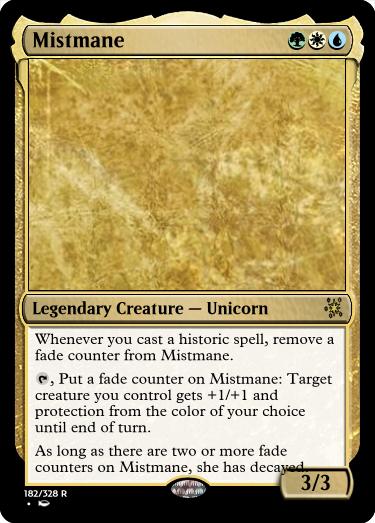 Mistmane
Legendary Creature — Unicorn
Whenever you cast a historic spell, remove a
fade counter from Mistmane.
, Put a fade counter on Mistmane: Target
creature you control gets +1/+1 and
protection from the color of your choice
until end of turn.
As long as there are two or more fade
counters on Mistmane, she has decayed.
3/3
182/328 R